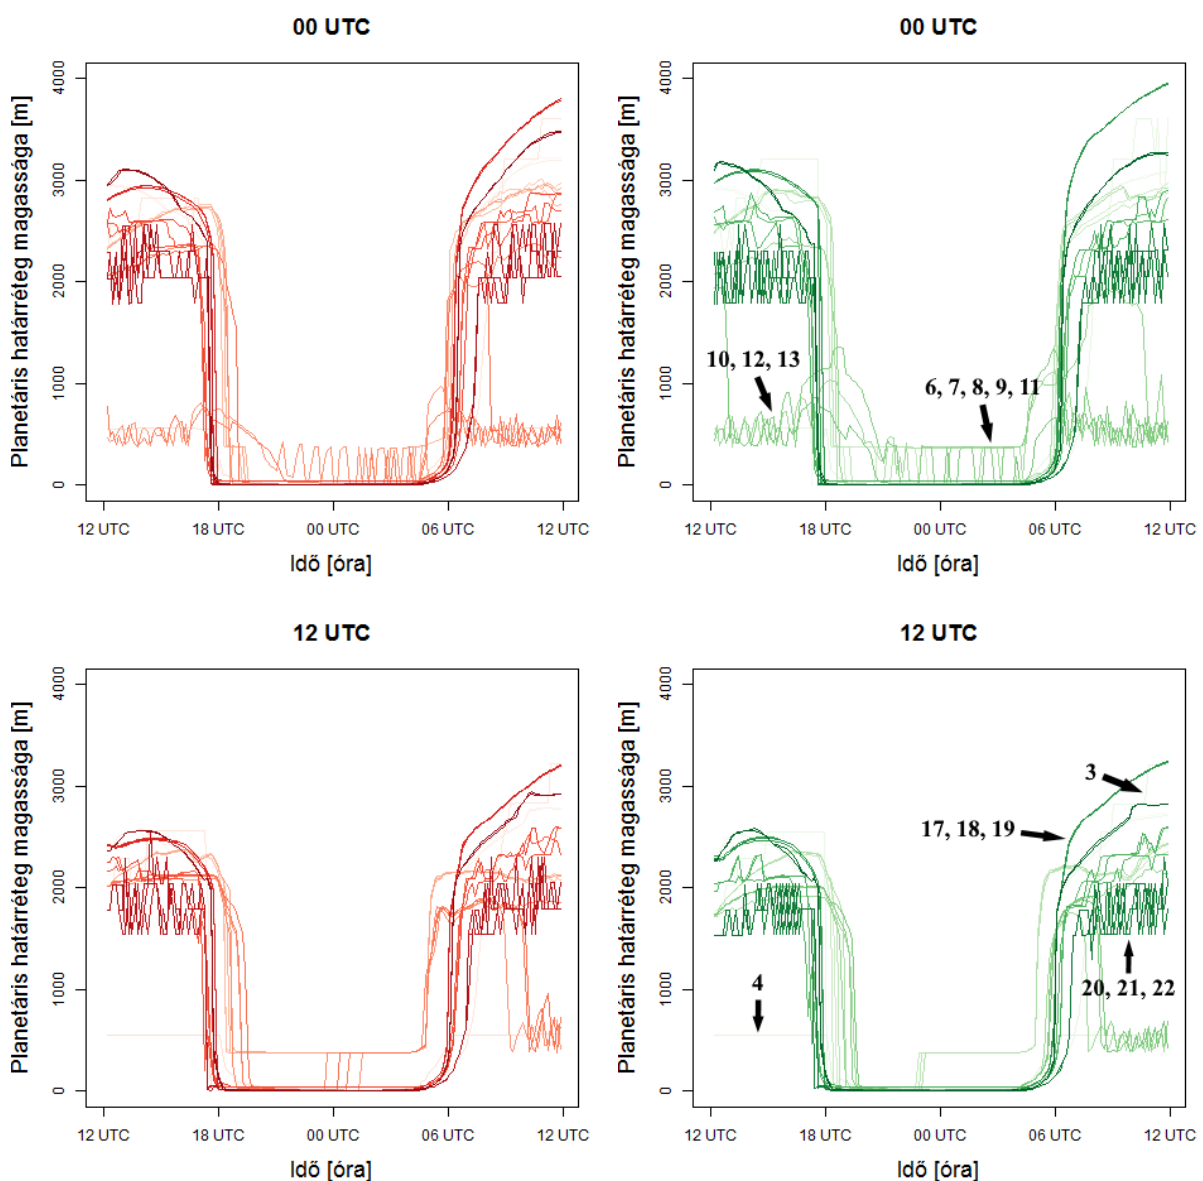 00 UTC
Planetáris határréteg magassága [m]
4000
3000
2000
1000
0
12 UTC
18 UTC
00 UTC
06 UTC
12 UTC
Idő [óra]
00 UTC
Planetáris határréteg magassága [m]
4000
3000
2000
1000
0
10, 12, 13
6, 7, 8, 9, 11
12 UTC
18 UTC
00 UTC
06 UTC
12 UTC
Idő [óra]
12 UTC
Planetáris határréteg magassága [m]
4000
3000
2000
1000
0
12 UTC
18 UTC
00 UTC
06 UTC
12 UTC
Idő [óra]
12 UTC
Planetáris határréteg magassága [m]
4000
3000
2000
1000
0
3
17, 18, 19
4
20, 21, 22
12 UTC
18 UTC
00 UTC
06 UTC
12 UTC
Idő [óra]